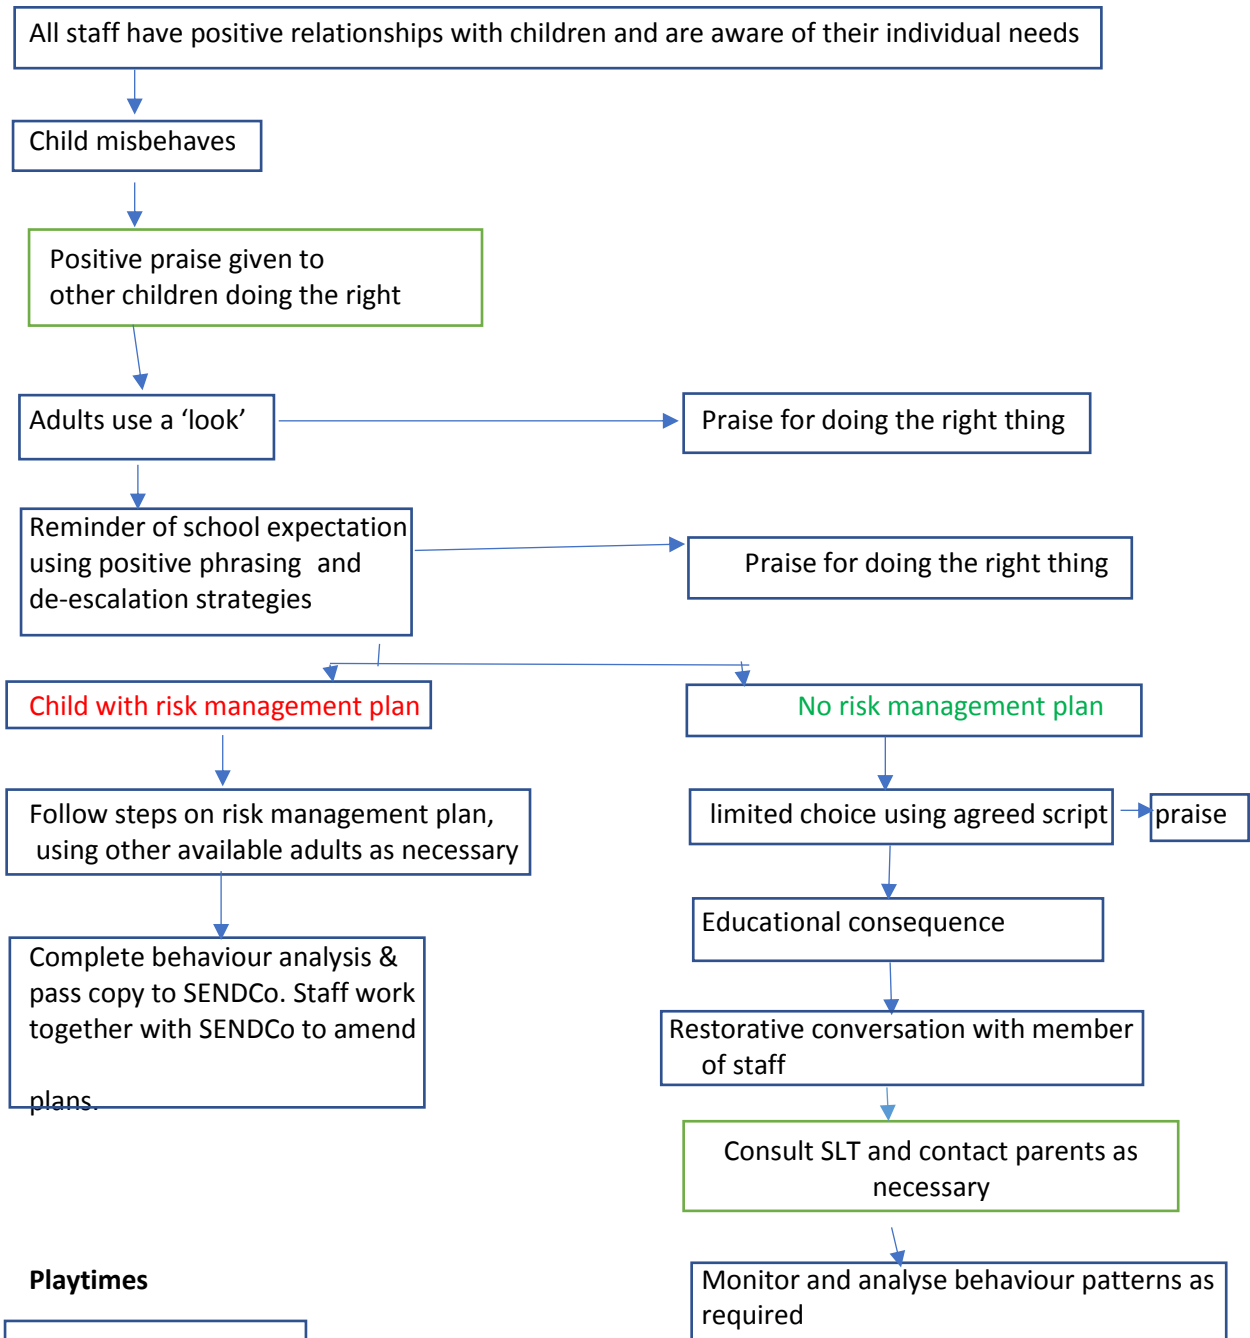 All staff have positive relationships with children and are aware of their individual needs
Child misbehaves
Positive praise given to
other children doing the right
Adults use a ‘look’
Praise for doing the right thing
Reminder of school expectation
using positive phrasing and
de-escalation strategies
Praise for doing the right thing
Child with risk management plan
No risk management plan
Follow steps on risk management plan,
using other available adults as necessary
limited choice using agreed script
praise
Educational consequence
Complete behaviour analysis &
pass copy to SENDCo. Staff work
together with SENDCo to amend
plans.
Restorative conversation with member
of staff
Consult SLT and contact parents as
necessary
Playtimes
Monitor and analyse behaviour patterns as
required